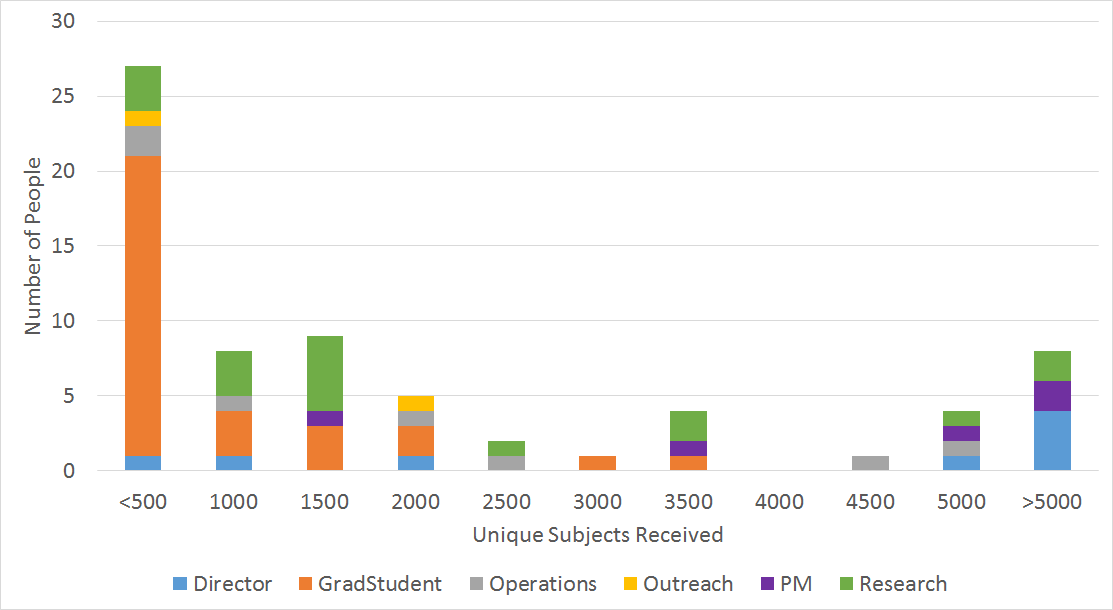 30
25
20
15
10
5
0
Number of People
<500 1000 1500 2000 2500 3000 3500 4000 4500 5000 >5000
Unique Subjects Received
Director GradStudent Operations Outreach PM Research